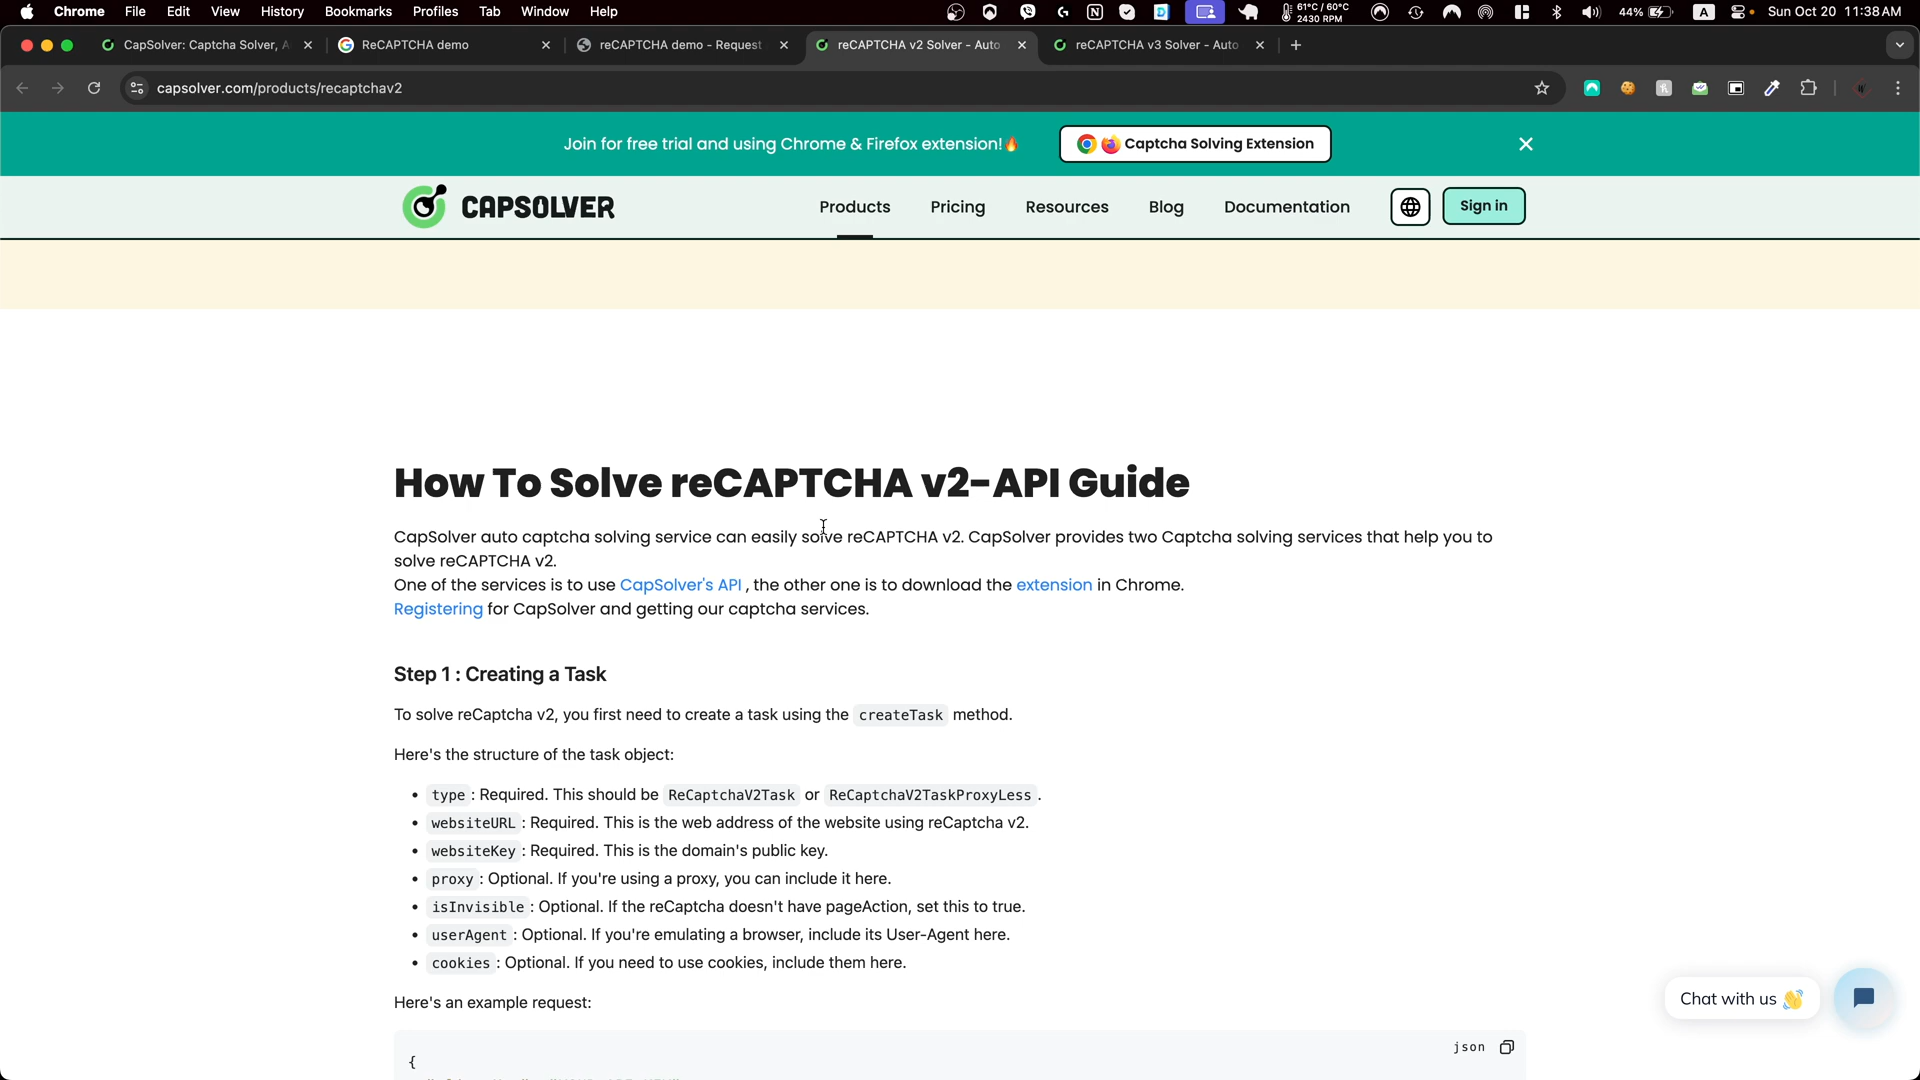 Chrome File Edit View History Bookmarks Profiles Tab Window Help 61°C / 60°C 2430 RPM 44% A Sun Oct 20 11:38 AM
CapSolver: Captcha Solver, A ReCAPTCHA demo reCAPTCHA demo - Request reCAPTCHA v2 Solver - Auto reCAPTCHA v3 Solver - Auto
capsolver.com/products/recaptchav2
Join for free trial and using Chrome & Firefox extension!🔥 Captcha Solving Extension
CAPSOLVER Products Pricing Resources Blog Documentation Sign in
How To Solve reCAPTCHA v2-API Guide
CapSolver auto captcha solving service can easily solve reCAPTCHA v2. CapSolver provides two Captcha solving services that help you to
solve reCAPTCHA v2.
One of the services is to use CapSolver's API , the other one is to download the extension in Chrome.
Registering for CapSolver and getting our captcha services.
Step 1 : Creating a Task
To solve reCaptcha v2, you first need to create a task using the createTask method.
Here's the structure of the task object:
• type : Required. This should be ReCaptchaV2Task or ReCaptchaV2TaskProxyLess .
• websiteURL : Required. This is the web address of the website using reCaptcha v2.
• websiteKey : Required. This is the domain's public key.
• proxy : Optional. If you're using a proxy, you can include it here.
• isInvisible : Optional. If the reCaptcha doesn't have pageAction, set this to true.
• userAgent : Optional. If you're emulating a browser, include its User-Agent here.
• cookies : Optional. If you need to use cookies, include them here.
Chat with us 👋
Here's an example request:
json
{